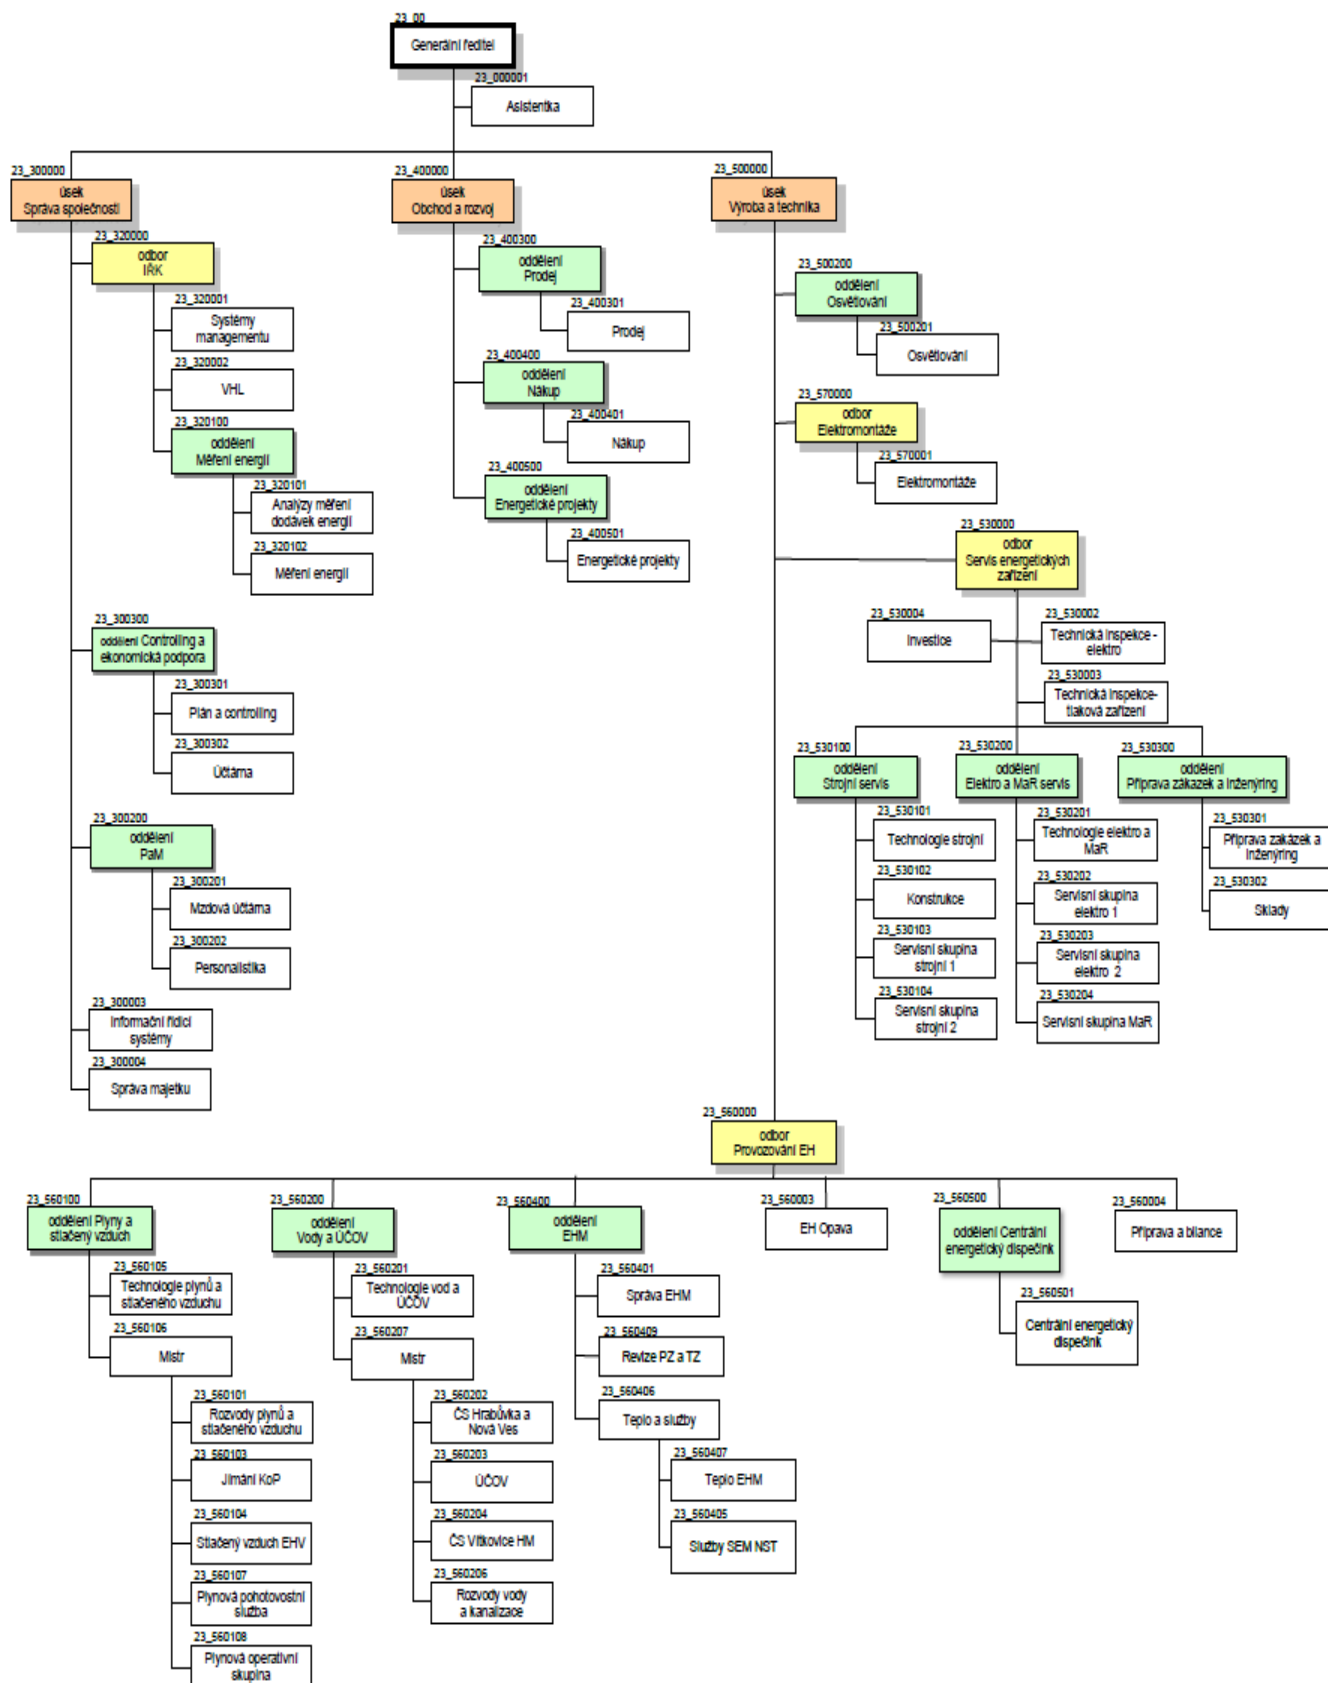 23_00
Generální ředitel
23_000001
Asistentka
23_300000
úsek
Správa společnosti
23_320000
odbor
IŘK
23_320001
Systémy
managementu
23_320002
VHL
23_320100
oddělení
Měření energií
23_320101
Analýzy měření
dodávek energií
23_320102
Měření energií
23_300300
oddělení Controlling a
ekonomická podpora
23_300301
Plán a controlling
23_300302
Účtárna
23_300200
oddělení
PaM
23_300201
Mzdová účtárna
23_300202
Personalistika
23_300003
Informační řídící
systémy
23_300004
Správa majetku
23_400000
úsek
Obchod a rozvoj
23_400300
oddělení
Prodej
23_400301
Prodej
23_400400
oddělení
Nákup
23_400401
Nákup
23_400500
oddělení
Energetické projekty
23_400501
Energetické projekty
23_500000
úsek
Výroba a technika
23_500200
oddělení
Osvětlování
23_500201
Osvětlování
23_570000
odbor
Elektromontáže
23_570001
Elektromontáže
23_530000
odbor
Servis energetických
zařízení
23_530004
Investice
23_530002
Technická inspekce -
elektro
23_530003
Technická inspekce-
tlaková zařízení
23_530100
oddělení
Strojní servis
23_530101
Technologie strojní
23_530102
Konstrukce
23_530103
Servisní skupina
strojní 1
23_530104
Servisní skupina
strojní 2
23_530200
oddělení
Elektro a MaR servis
23_530201
Technologie elektro a
MaR
23_530202
Servisní skupina
elektro 1
23_530203
Servisní skupina
elektro 2
23_530204
Servisní skupina MaR
23_530300
oddělení
Příprava zákazek a inženýring
23_530301
Příprava zakázek a
inženýring
23_530302
Sklady
23_560000
odbor
Provozování EH
23_560100
oddělení Plyny a
stlačený vzduch
23_560105
Technologie plynů a
stlačeného vzduchu
23_560106
Mistr
23_560101
Rozvody plynů a
stlačeného vzduchu
23_560103
Jímání KoP
23_560104
Stlačený vzduch EHV
23_560107
Plynová pohotovostní
služba
23_560108
Plynová operativní
skupina
23_560200
oddělení
Vody a ÚČOV
23_560201
Technologie vod a
ÚČOV
23_560207
Mistr
23_560202
ČS Hrabůvka a
Nová Ves
23_560203
ÚČOV
23_560204
ČS Vítkovice HM
23_560206
Rozvody vody
a kanalizace
23_560400
oddělení
EHM
23_560401
Správa EHM
23_560409
Revize PZ a TZ
23_560406
Teplo a služby
23_560407
Teplo EHM
23_560405
Služby SEM NST
23_560003
EH Opava
23_560500
oddělení Centrální
energetický dispečink
23_560501
Centrální energetický
dispečink
23_560004
Příprava a bilance